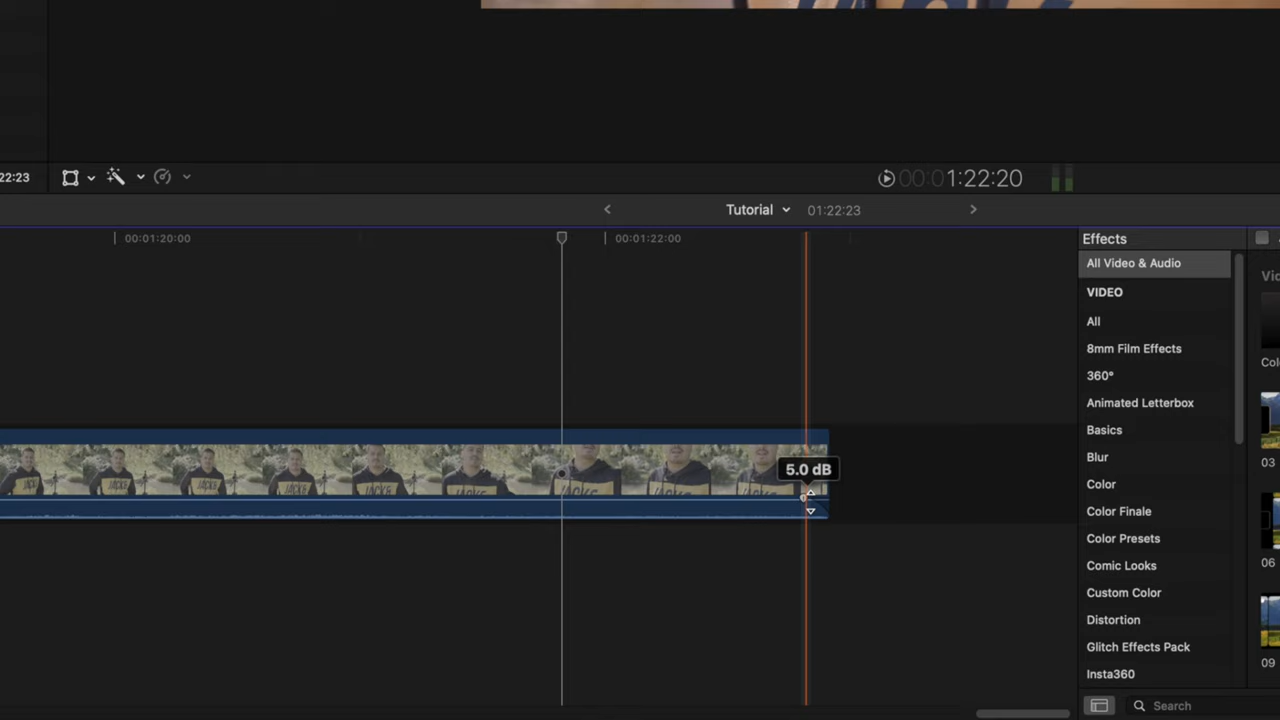 22:23
00:01:22:20
Tutorial
01:22:23
00:01:20:00
00:01:22:00
Effects
All Video & Audio
VIDEO
All
8mm Film Effects
360°
Animated Letterbox
Basics
Blur
Color
Color Finale
Color Presets
Comic Looks
Custom Color
Distortion
Glitch Effects Pack
Insta360
Search
Vic
Col
03
06
09
5.0 dB